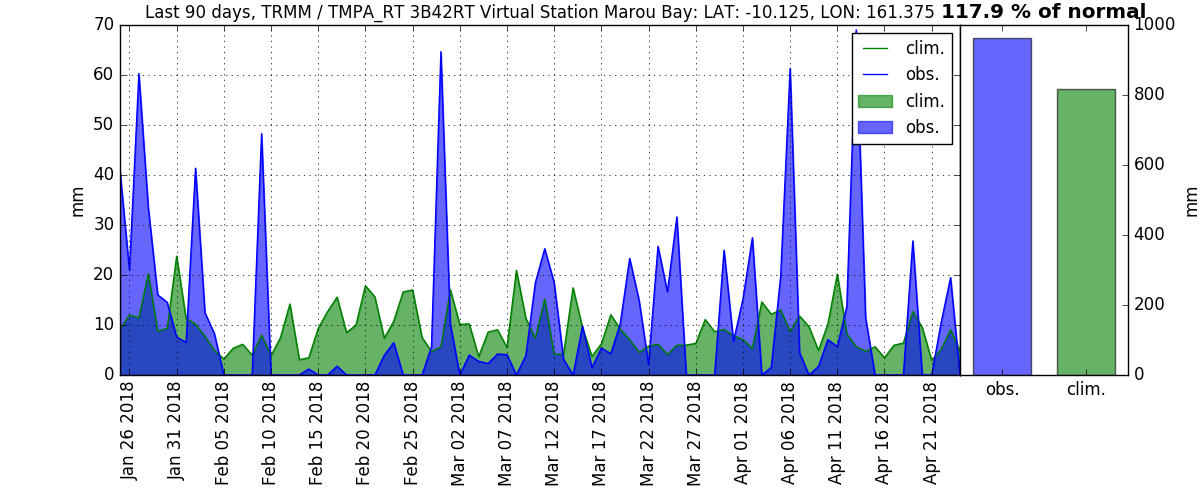 Last 90 days, TRMM / TMPA_RT 3B42RT Virtual Station Marou Bay: LAT: -10.125, LON: 161.375 117.9 % of normal
70
60
50
40
30
20
10
0
mm
clim.
obs.
clim.
obs.
Jan 26 2018
Jan 31 2018
Feb 05 2018
Feb 10 2018
Feb 15 2018
Feb 20 2018
Feb 25 2018
Mar 02 2018
Mar 07 2018
Mar 12 2018
Mar 17 2018
Mar 22 2018
Mar 27 2018
Apr 01 2018
Apr 06 2018
Apr 11 2018
Apr 16 2018
Apr 21 2018
1000
800
600
400
200
0
mm
obs.
clim.